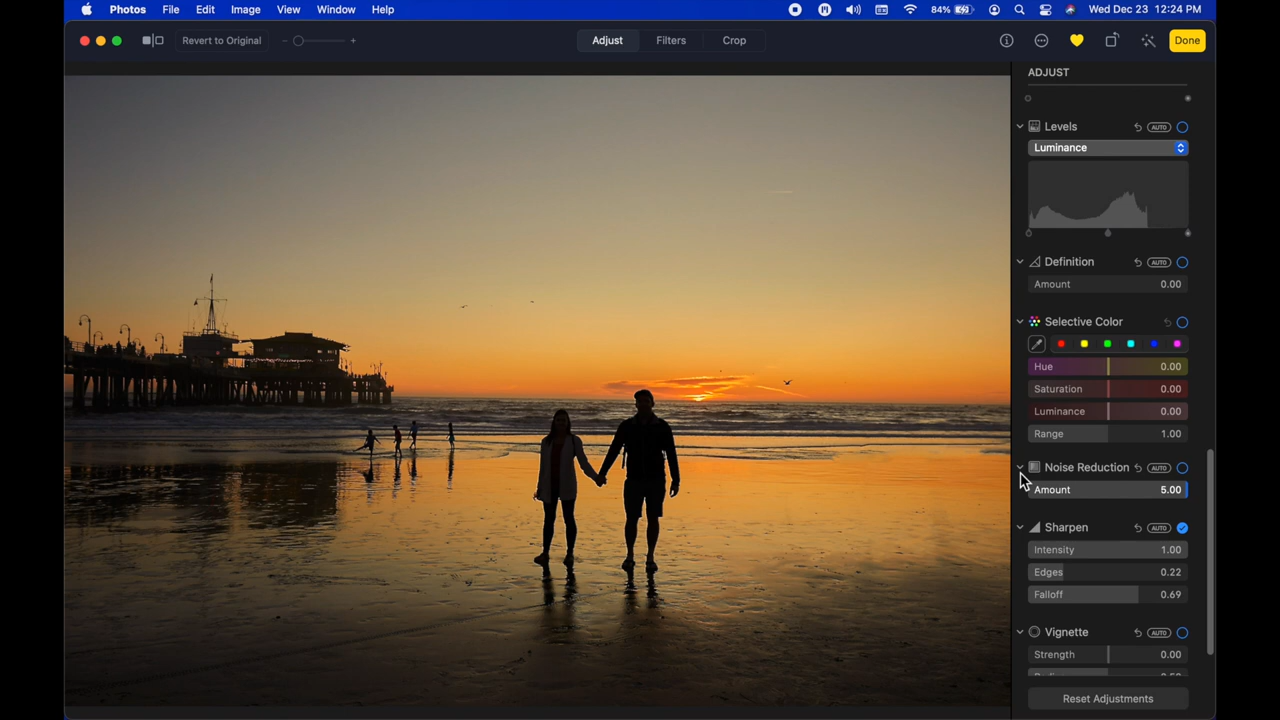 Photos File Edit Image View Window Help 84% Wed Dec 23 12:24 PM
Revert to Original − + Adjust Filters Crop Done
ADJUST
Levels AUTO
Luminance
Definition AUTO
Amount 0.00
Selective Color
Hue 0.00
Saturation 0.00
Luminance 0.00
Range 1.00
Noise Reduction AUTO
Amount 5.00
Sharpen AUTO
Intensity 1.00
Edges 0.22
Falloff 0.69
Vignette AUTO
Strength 0.00
Reset Adjustments